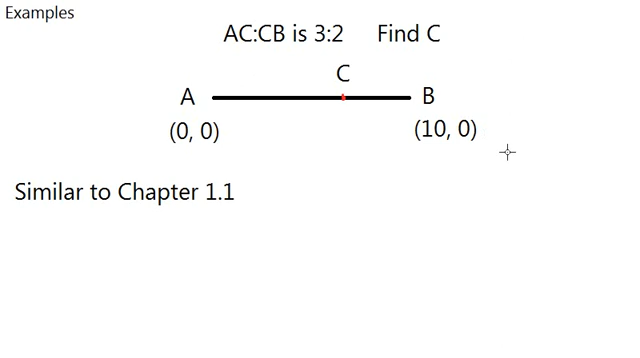 Examples
AC:CB is 3:2 Find C
C
A B
(0, 0) (10, 0)
Similar to Chapter 1.1